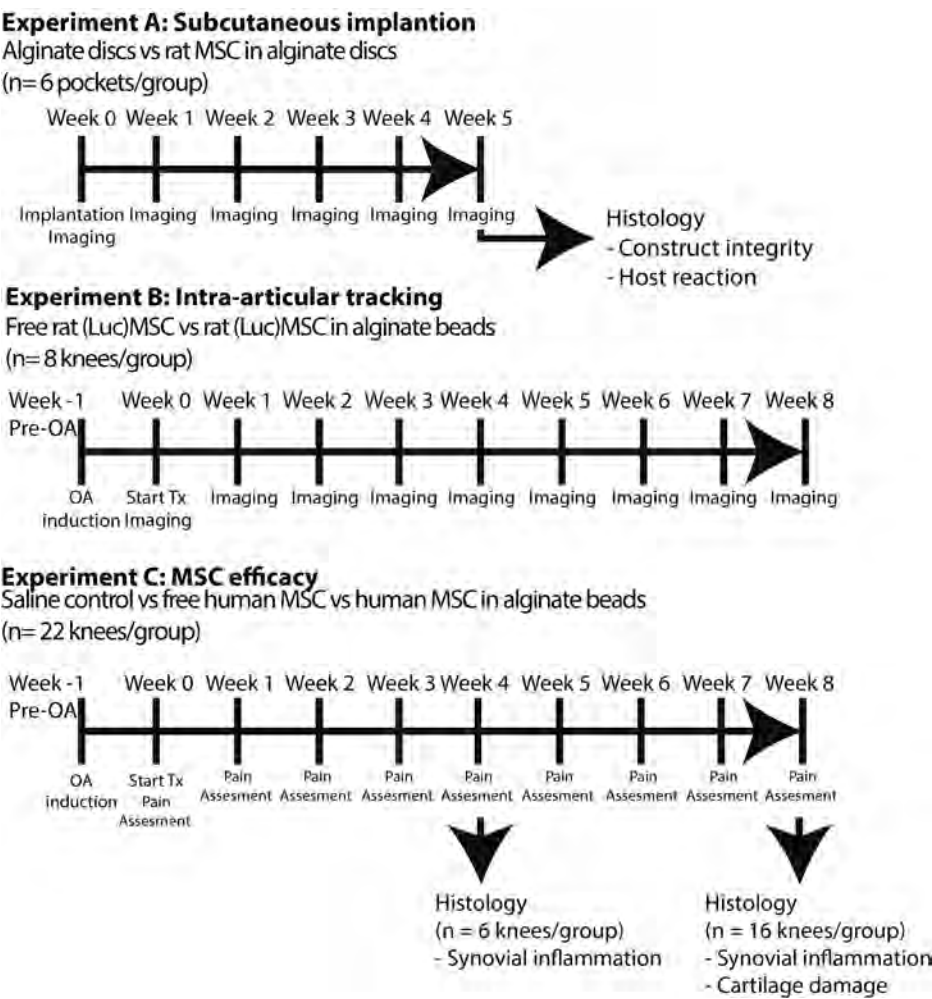 Experiment A: Subcutaneous implantion
Alginate discs vs rat MSC in alginate discs
(n= 6 pockets/group)
Week 0 Week 1 Week 2 Week 3 Week 4 Week 5
Implantation Imaging Imaging Imaging Imaging Imaging
Imaging
Histology
- Construct integrity
- Host reaction
Experiment B: Intra-articular tracking
Free rat (Luc)MSC vs rat (Luc)MSC in alginate beads
(n= 8 knees/group)
Week -1 Week 0 Week 1 Week 2 Week 3 Week 4 Week 5 Week 6 Week 7 Week 8
Pre-OA
OA Start Tx Imaging Imaging Imaging Imaging Imaging Imaging Imaging Imaging
induction Imaging
Experiment C: MSC efficacy
Saline control vs free human MSC vs human MSC in alginate beads
(n= 22 knees/group)
Week -1 Week 0 Week 1 Week 2 Week 3 Week 4 Week 5 Week 6 Week 7 Week 8
Pre-OA
OA Start Tx Pain Pain Pain Pain Pain Pain Pain Pain
induction Pain Assesment Assesment Assesment Assesment Assesment Assesment Assesment Assesment
Assesment
Histology
(n = 6 knees/group)
- Synovial inflammation
Histology
(n = 16 knees/group)
- Synovial inflammation
- Cartilage damage